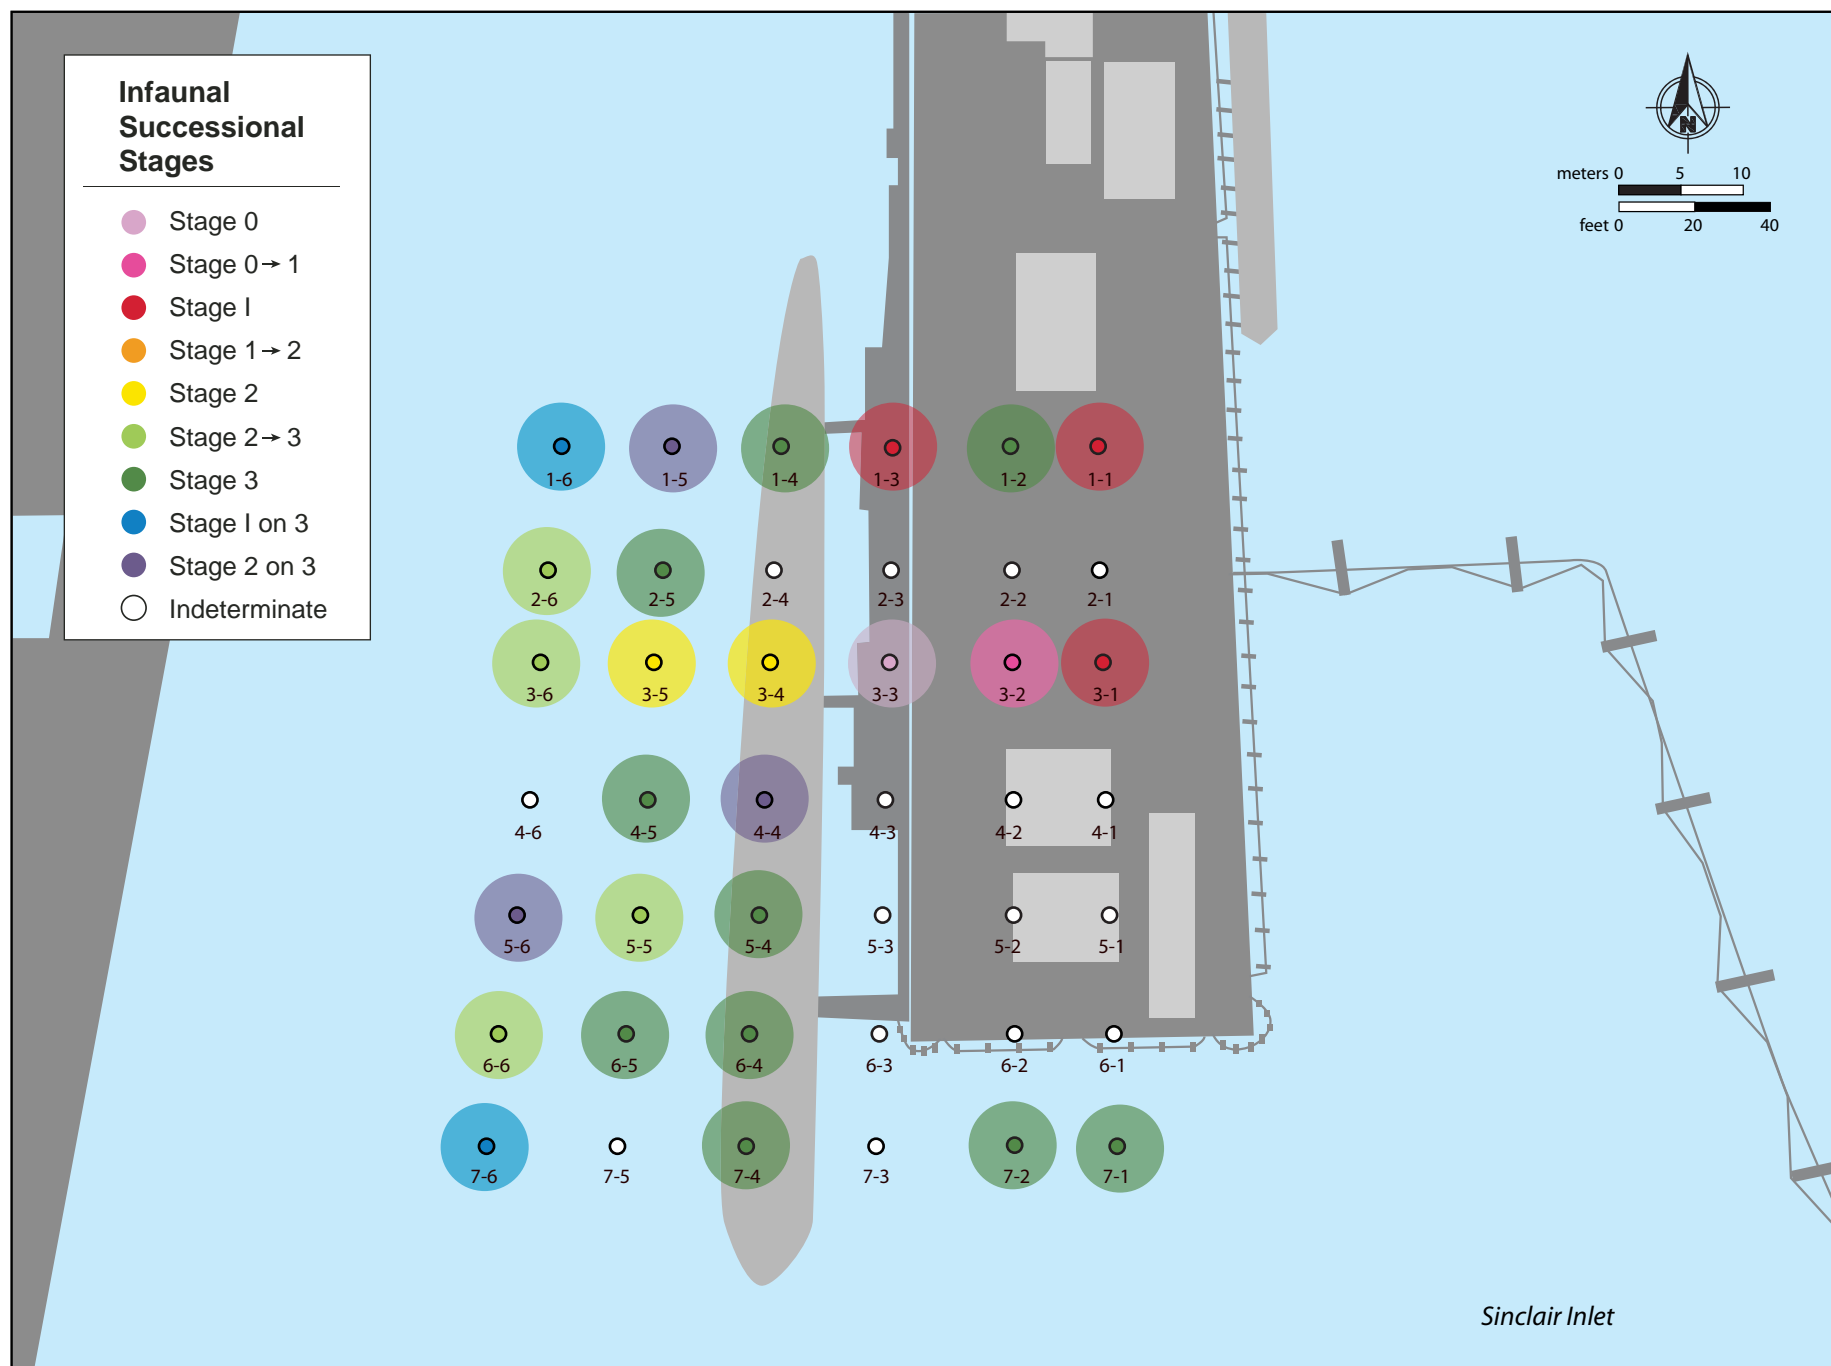 Infaunal
Successional
Stages
Stage 0
Stage 0→1
Stage I
Stage 1→2
Stage 2
Stage 2→3
Stage 3
Stage I on 3
Stage 2 on 3
Indeterminate
N
meters 0 5 10
feet 0 20 40
1-6 1-5 1-4 1-3 1-2 1-1
2-6 2-5 2-4 2-3 2-2 2-1
3-6 3-5 3-4 3-3 3-2 3-1
4-6 4-5 4-4 4-3 4-2 4-1
5-6 5-5 5-4 5-3 5-2 5-1
6-6 6-5 6-4 6-3 6-2 6-1
7-6 7-5 7-4 7-3 7-2 7-1
Sinclair Inlet